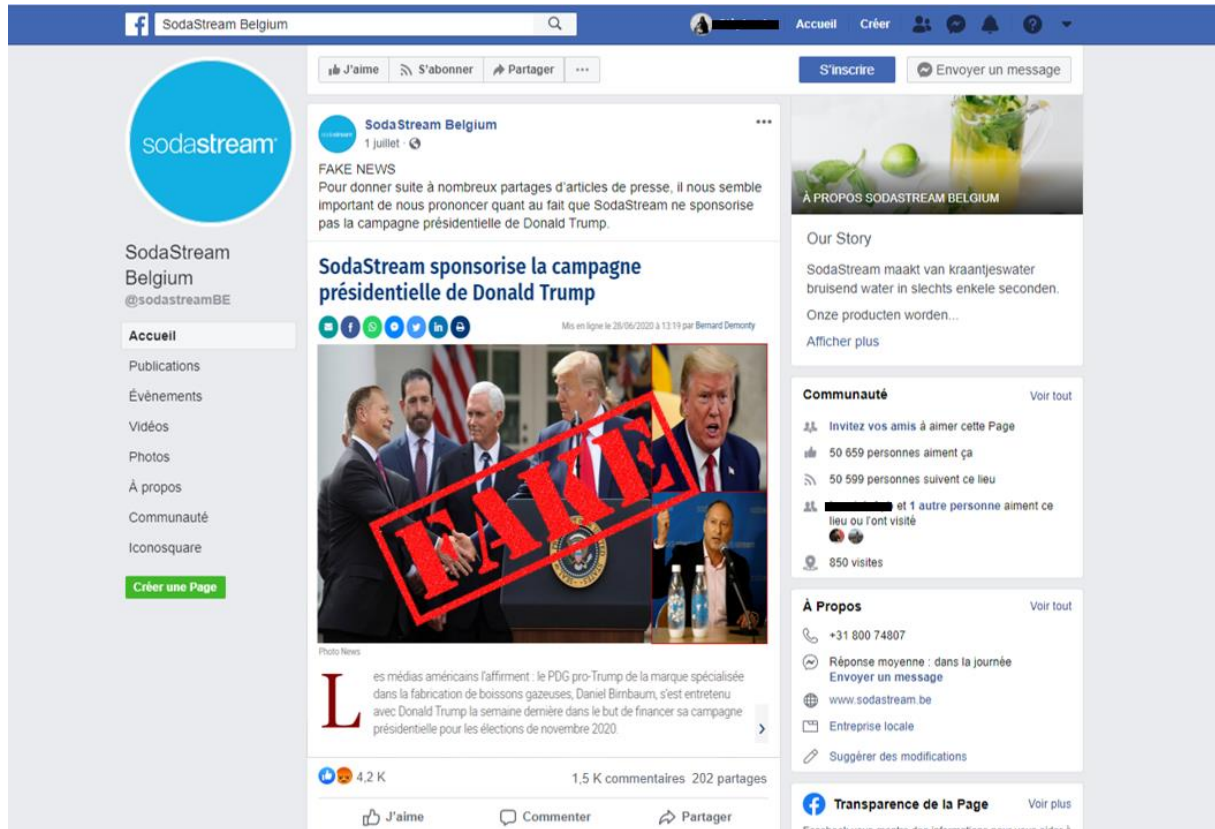 SodaStream Belgium
Accueil
Créer
sodastream
SodaStream
Belgium
@sodastreamBE
Accueil
Publications
Évènements
Vidéos
Photos
À propos
Communauté
Iconosquare
Créer une Page
J'aime
S'abonner
Partager
S'inscrire
Envoyer un message
SodaStream Belgium
1 juillet
FAKE NEWS
Pour donner suite à nombreux partages d'articles de presse, il nous semble
important de nous prononcer quant au fait que SodaStream ne sponsorise
pas la campagne présidentielle de Donald Trump.
SodaStream sponsorise la campagne
présidentielle de Donald Trump
Mis en ligne le 28/06/2020 à 13:19 par Bernard Demonty
FAKE
Photo News
Les médias américains l'affirment : le PDG pro-Trump de la marque spécialisée
dans la fabrication de boissons gazeuses, Daniel Birnbaum, s'est entretenu
avec Donald Trump la semaine dernière dans le but de financer sa campagne
présidentielle pour les élections de novembre 2020.
4,2 K
1,5 K commentaires 202 partages
J'aime
Commenter
Partager
À PROPOS SODASTREAM BELGIUM
Our Story
SodaStream maakt van kraantjeswater
bruisend water in slechts enkele seconden.
Onze producten worden...
Afficher plus
Communauté
Voir tout
Invitez vos amis à aimer cette Page
50 659 personnes aiment ça
50 599 personnes suivent ce lieu
et 1 autre personne aiment ce
lieu ou l'ont visité
850 visites
À Propos
Voir tout
+31 800 74807
Réponse moyenne : dans la journée
Envoyer un message
www.sodastream.be
Entreprise locale
Suggérer des modifications
Transparence de la Page
Voir plus